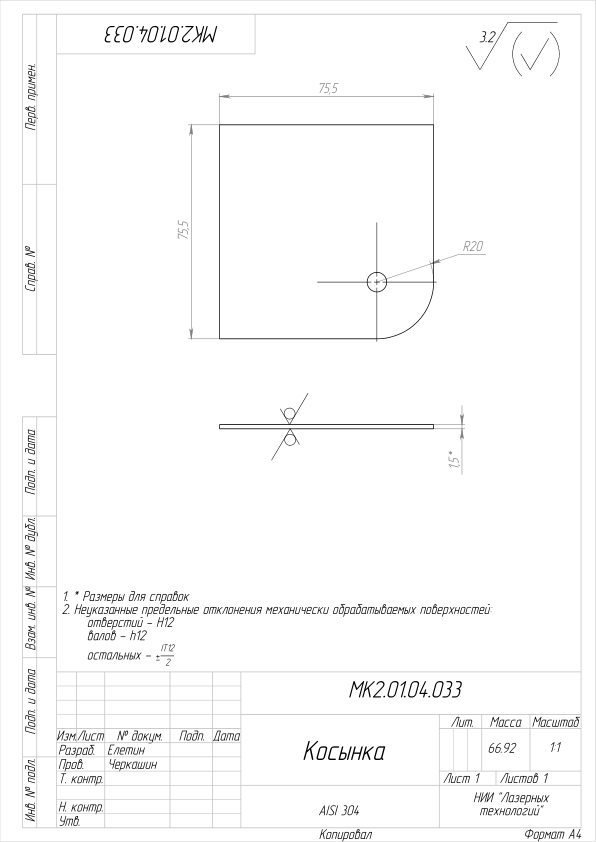 МК2.01.04.033
3.2
Перв. примен.
Справ. №
75,5
75,5
R20
1,5*
Подп. и дата
Инв. № дубл.
Взам. инв. №
Подп. и дата
Инв. № подл.
1. * Размеры для справок
2. Неуказанные предельные отклонения механически обрабатываемых поверхностей:
отверстий – H12
валов – h12
остальных – ±IT12/2
МК2.01.04.033
Изм. Лист № докум. Подп. Дата
Разраб. Елетин
Пров. Черкашин
Т. контр.
Н. контр.
Утв.
Косынка
Лит. Масса Масштаб
66.92 1:1
Лист 1 Листов 1
AISI 304
НИИ "Лазерных
технологий"
Копировал Формат A4